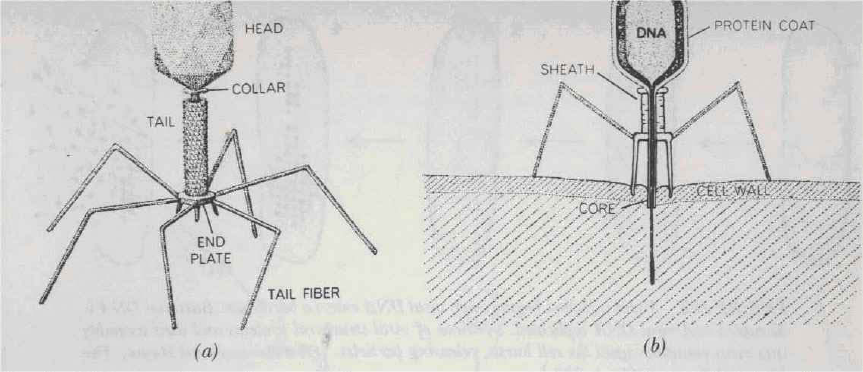 HEAD
COLLAR
TAIL
END
PLATE
TAIL FIBER
(a)
DNA
PROTEIN COAT
SHEATH
CELL WALL
CORE
(b)